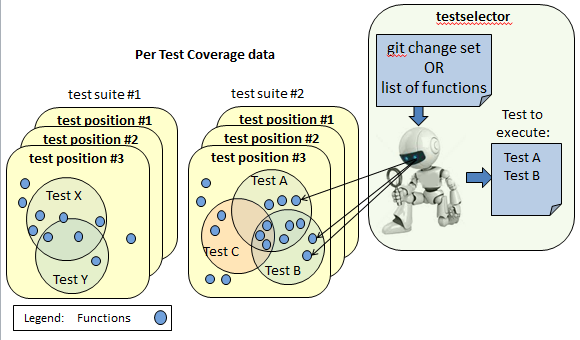 Per Test Coverage data
test suite #1
test position #1
test position #2
test position #3
Test X
Test Y
test suite #2
test position #1
test position #2
test position #3
Test A
Test C
Test B
testselector
git change set
OR
list of functions
Test to
execute:
Test A
Test B
Legend: Functions